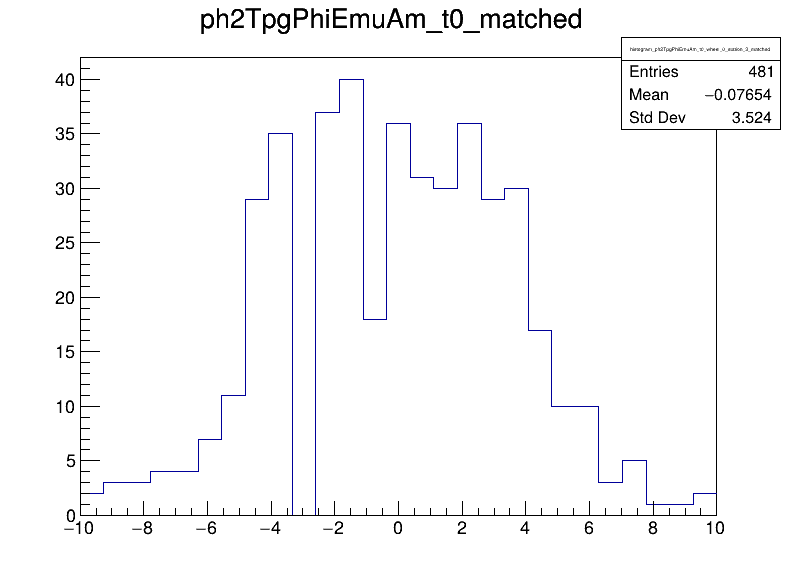 ph2TpgPhiEmuAm_t0_matched
Entries 481
Mean −0.07654
Std Dev 3.524
40
35
30
25
20
15
10
5
0
−10 −8 −6 −4 −2 0 2 4 6 8 10